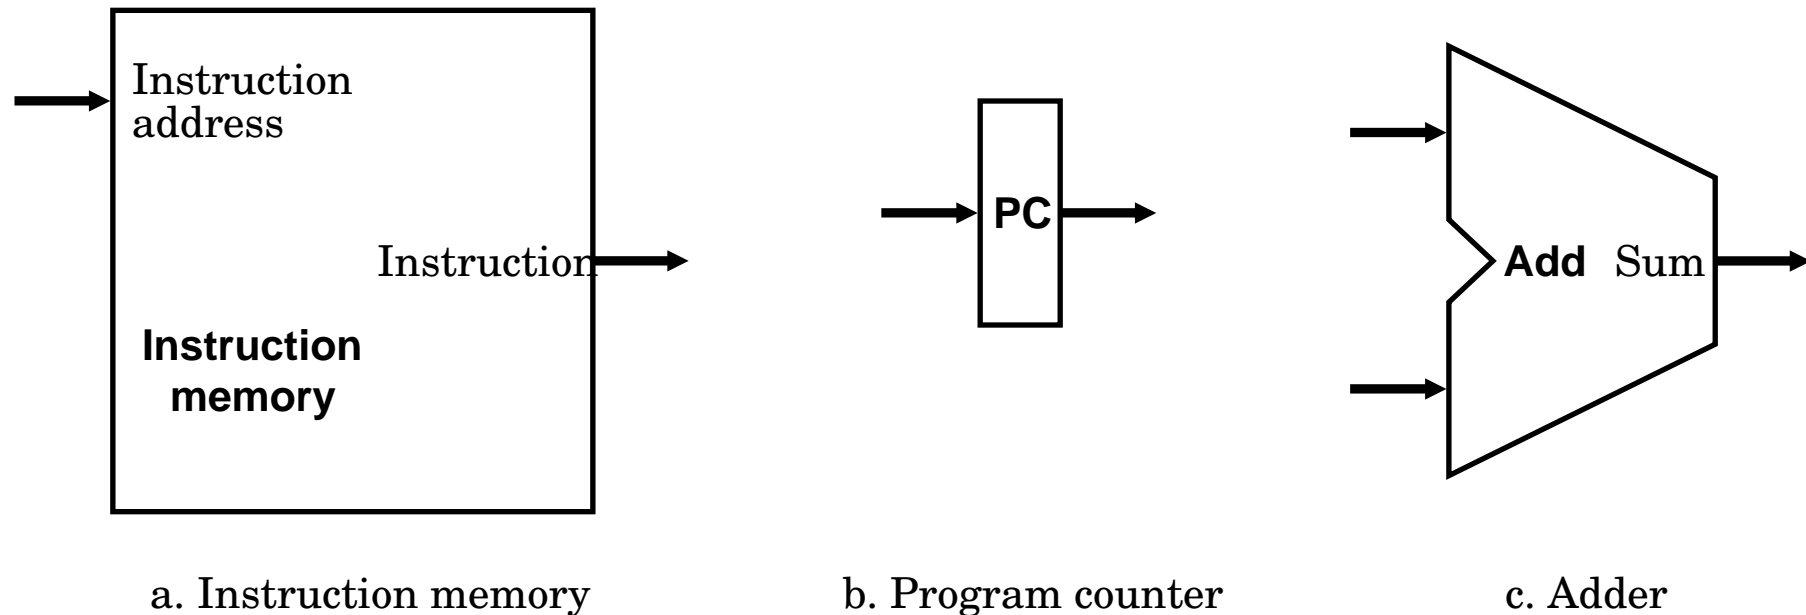 Instruction
address
Instruction
Instruction
memory
PC
Add Sum
a. Instruction memory
b. Program counter
c. Adder